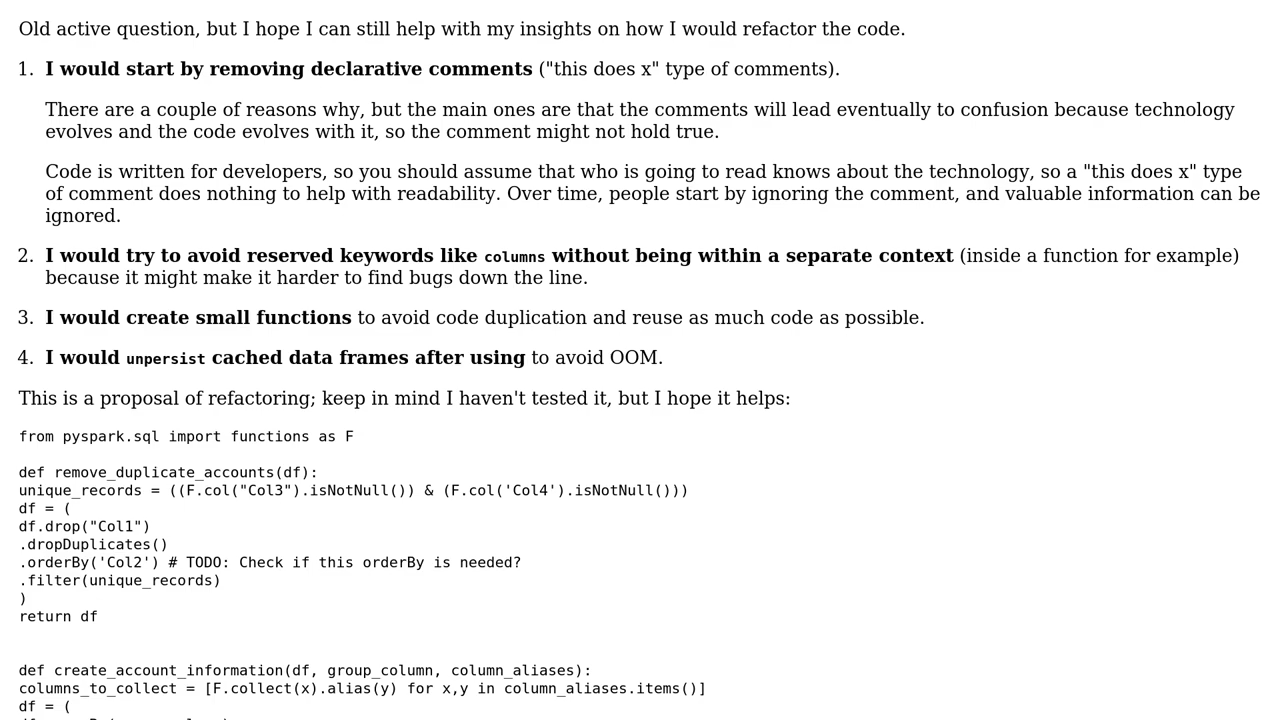 Old active question, but I hope I can still help with my insights on how I would refactor the code.
1. I would start by removing declarative comments ("this does x" type of comments).
There are a couple of reasons why, but the main ones are that the comments will lead eventually to confusion because technology
evolves and the code evolves with it, so the comment might not hold true.
Code is written for developers, so you should assume that who is going to read knows about the technology, so a "this does x" type
of comment does nothing to help with readability. Over time, people start by ignoring the comment, and valuable information can be
ignored.
2. I would try to avoid reserved keywords like columns without being within a separate context (inside a function for example)
because it might make it harder to find bugs down the line.
3. I would create small functions to avoid code duplication and reuse as much code as possible.
4. I would unpersist cached data frames after using to avoid OOM.
This is a proposal of refactoring; keep in mind I haven't tested it, but I hope it helps:
from pyspark.sql import functions as F
def remove_duplicate_accounts(df):
unique_records = ((F.col("Col3").isNotNull()) & (F.col('Col4').isNotNull()))
df = (
df.drop("Col1")
.dropDuplicates()
.orderBy('Col2') # TODO: Check if this orderBy is needed?
.filter(unique_records)
)
return df
def create_account_information(df, group_column, column_aliases):
columns_to_collect = [F.collect(x).alias(y) for x,y in column_aliases.items()]
df = (